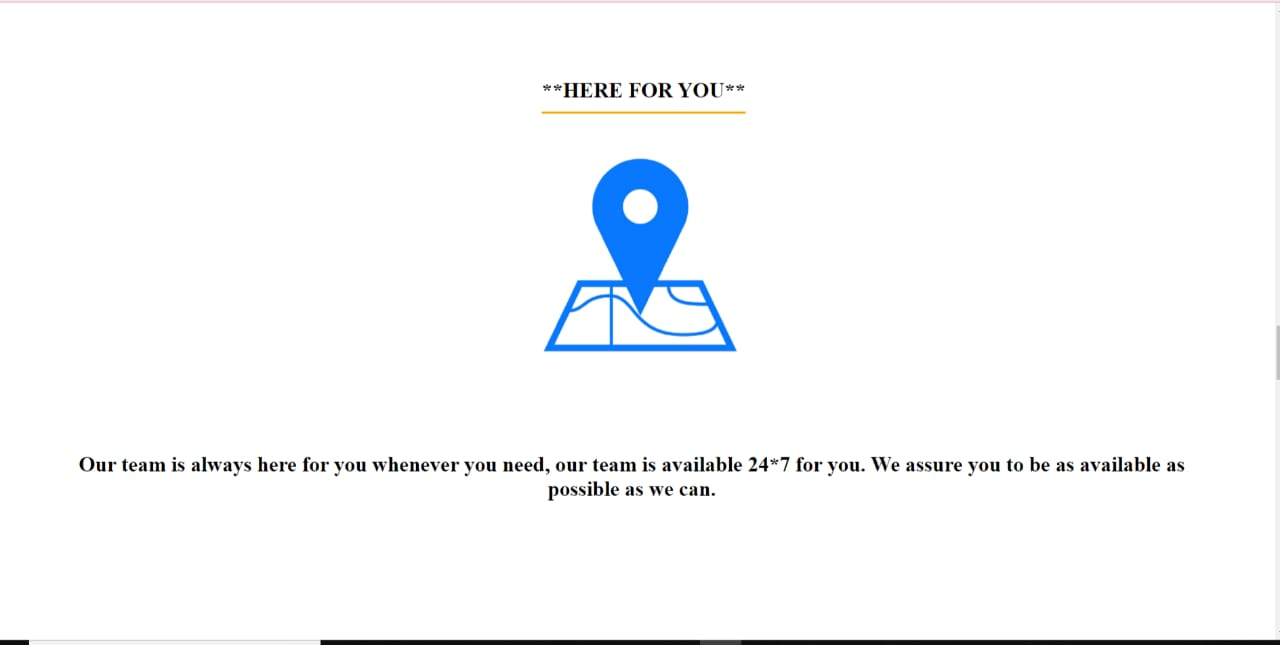 **HERE FOR YOU**
Our team is always here for you whenever you need, our team is available 24*7 for you. We assure you to be as available as
possible as we can.